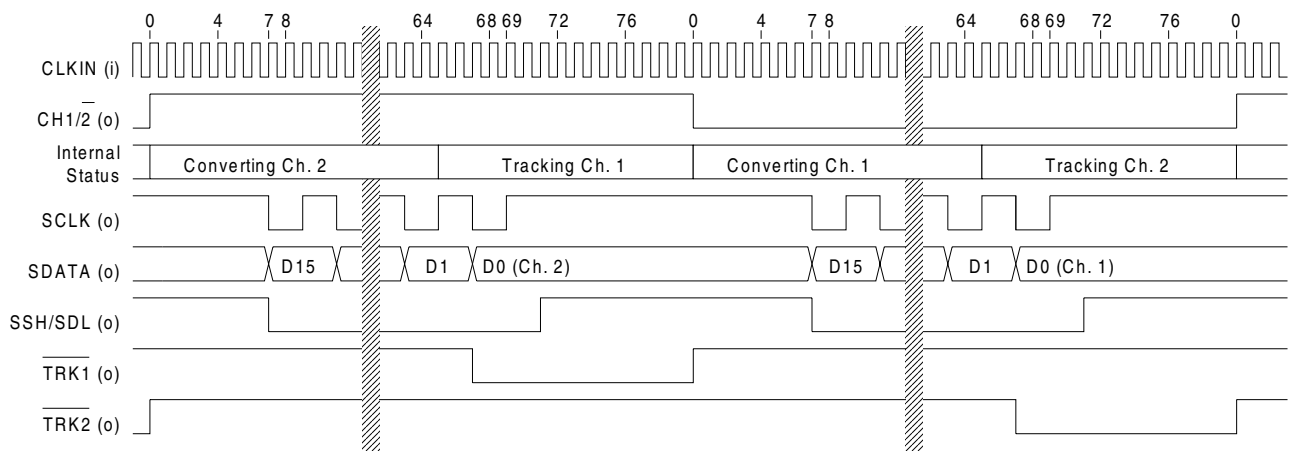 0 4 7 8 64 68 69 72 76 0 4 7 8 64 68 69 72 76 0
CLKIN (i)
CH1/2 (o)
Internal Status
Converting Ch. 2 Tracking Ch. 1 Converting Ch. 1 Tracking Ch. 2
SCLK (o)
SDATA (o) D15 D1 D0 (Ch. 2) D15 D1 D0 (Ch. 1)
SSH/SDL (o)
TRK1 (o)
TRK2 (o)